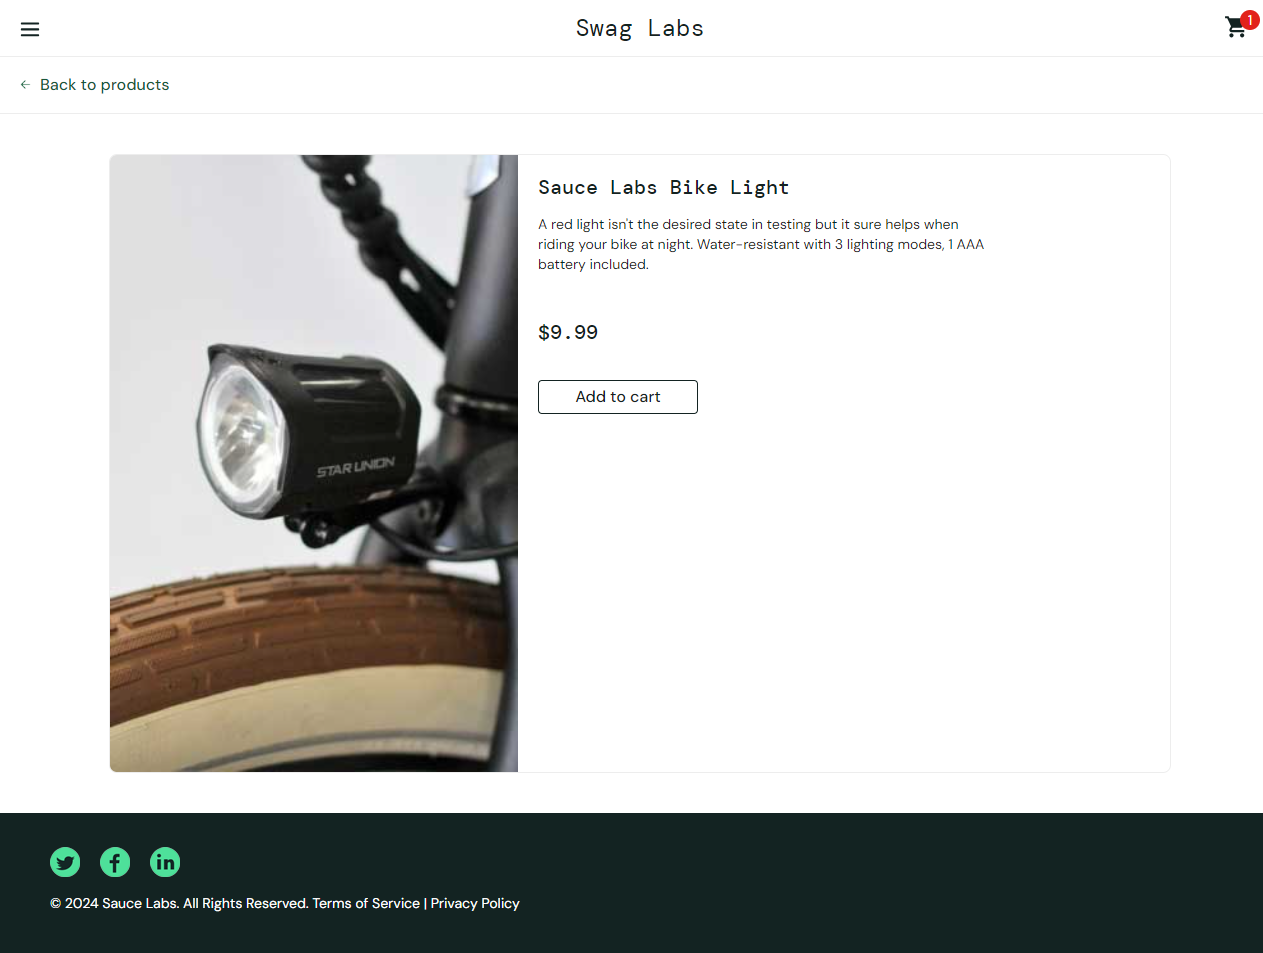 Swag Labs
1
Back to products
Sauce Labs Bike Light
A red light isn't the desired state in testing but it sure helps when
riding your bike at night. Water-resistant with 3 lighting modes, 1 AAA
battery included.
$9.99
Add to cart
STAR UNION
© 2024 Sauce Labs. All Rights Reserved. Terms of Service | Privacy Policy